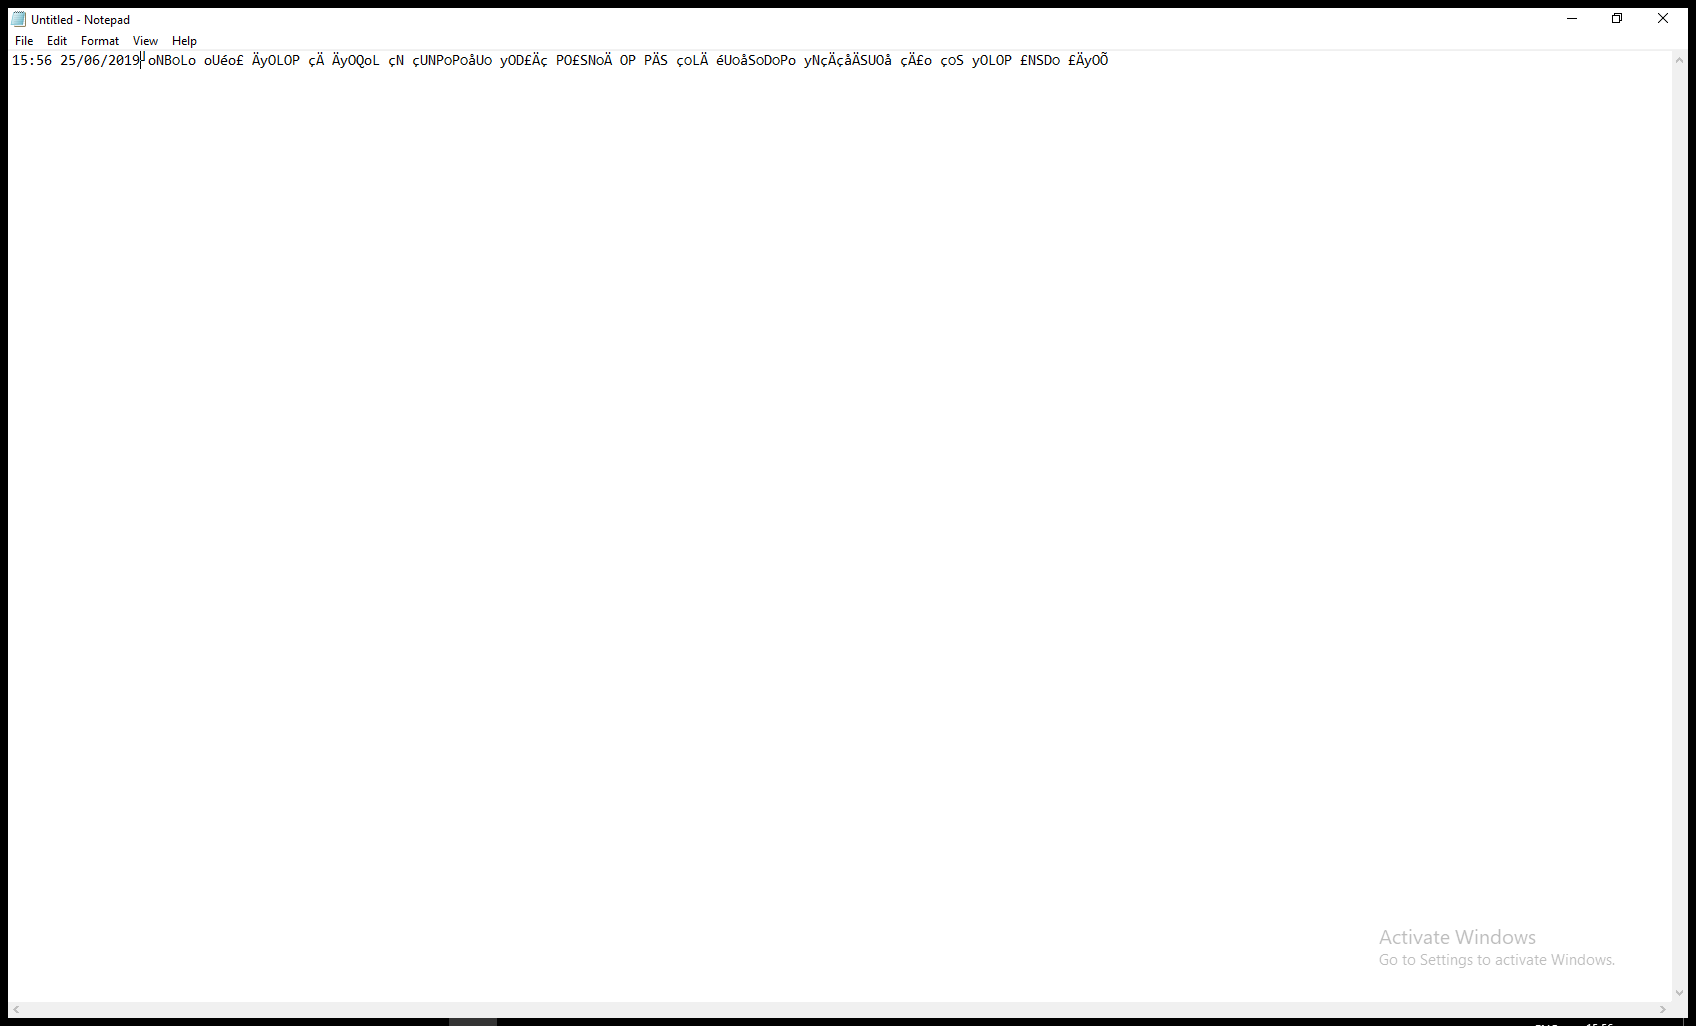 Untitled - Notepad
File Edit Format View Help
15:56 25/06/2019 oNBoLo oUéo£ ÄyOLOP çÄ ÄyOQoL çN çUNPoPoåUo yOD£Äç PO£SNoÄ OP PÄS çoLÄ éUoåSoDoPo yNçÄçåÄSUOå çÄ£o çoS yOLOP £NSDo £ÄyOÕ
Activate Windows
Go to Settings to activate Windows.